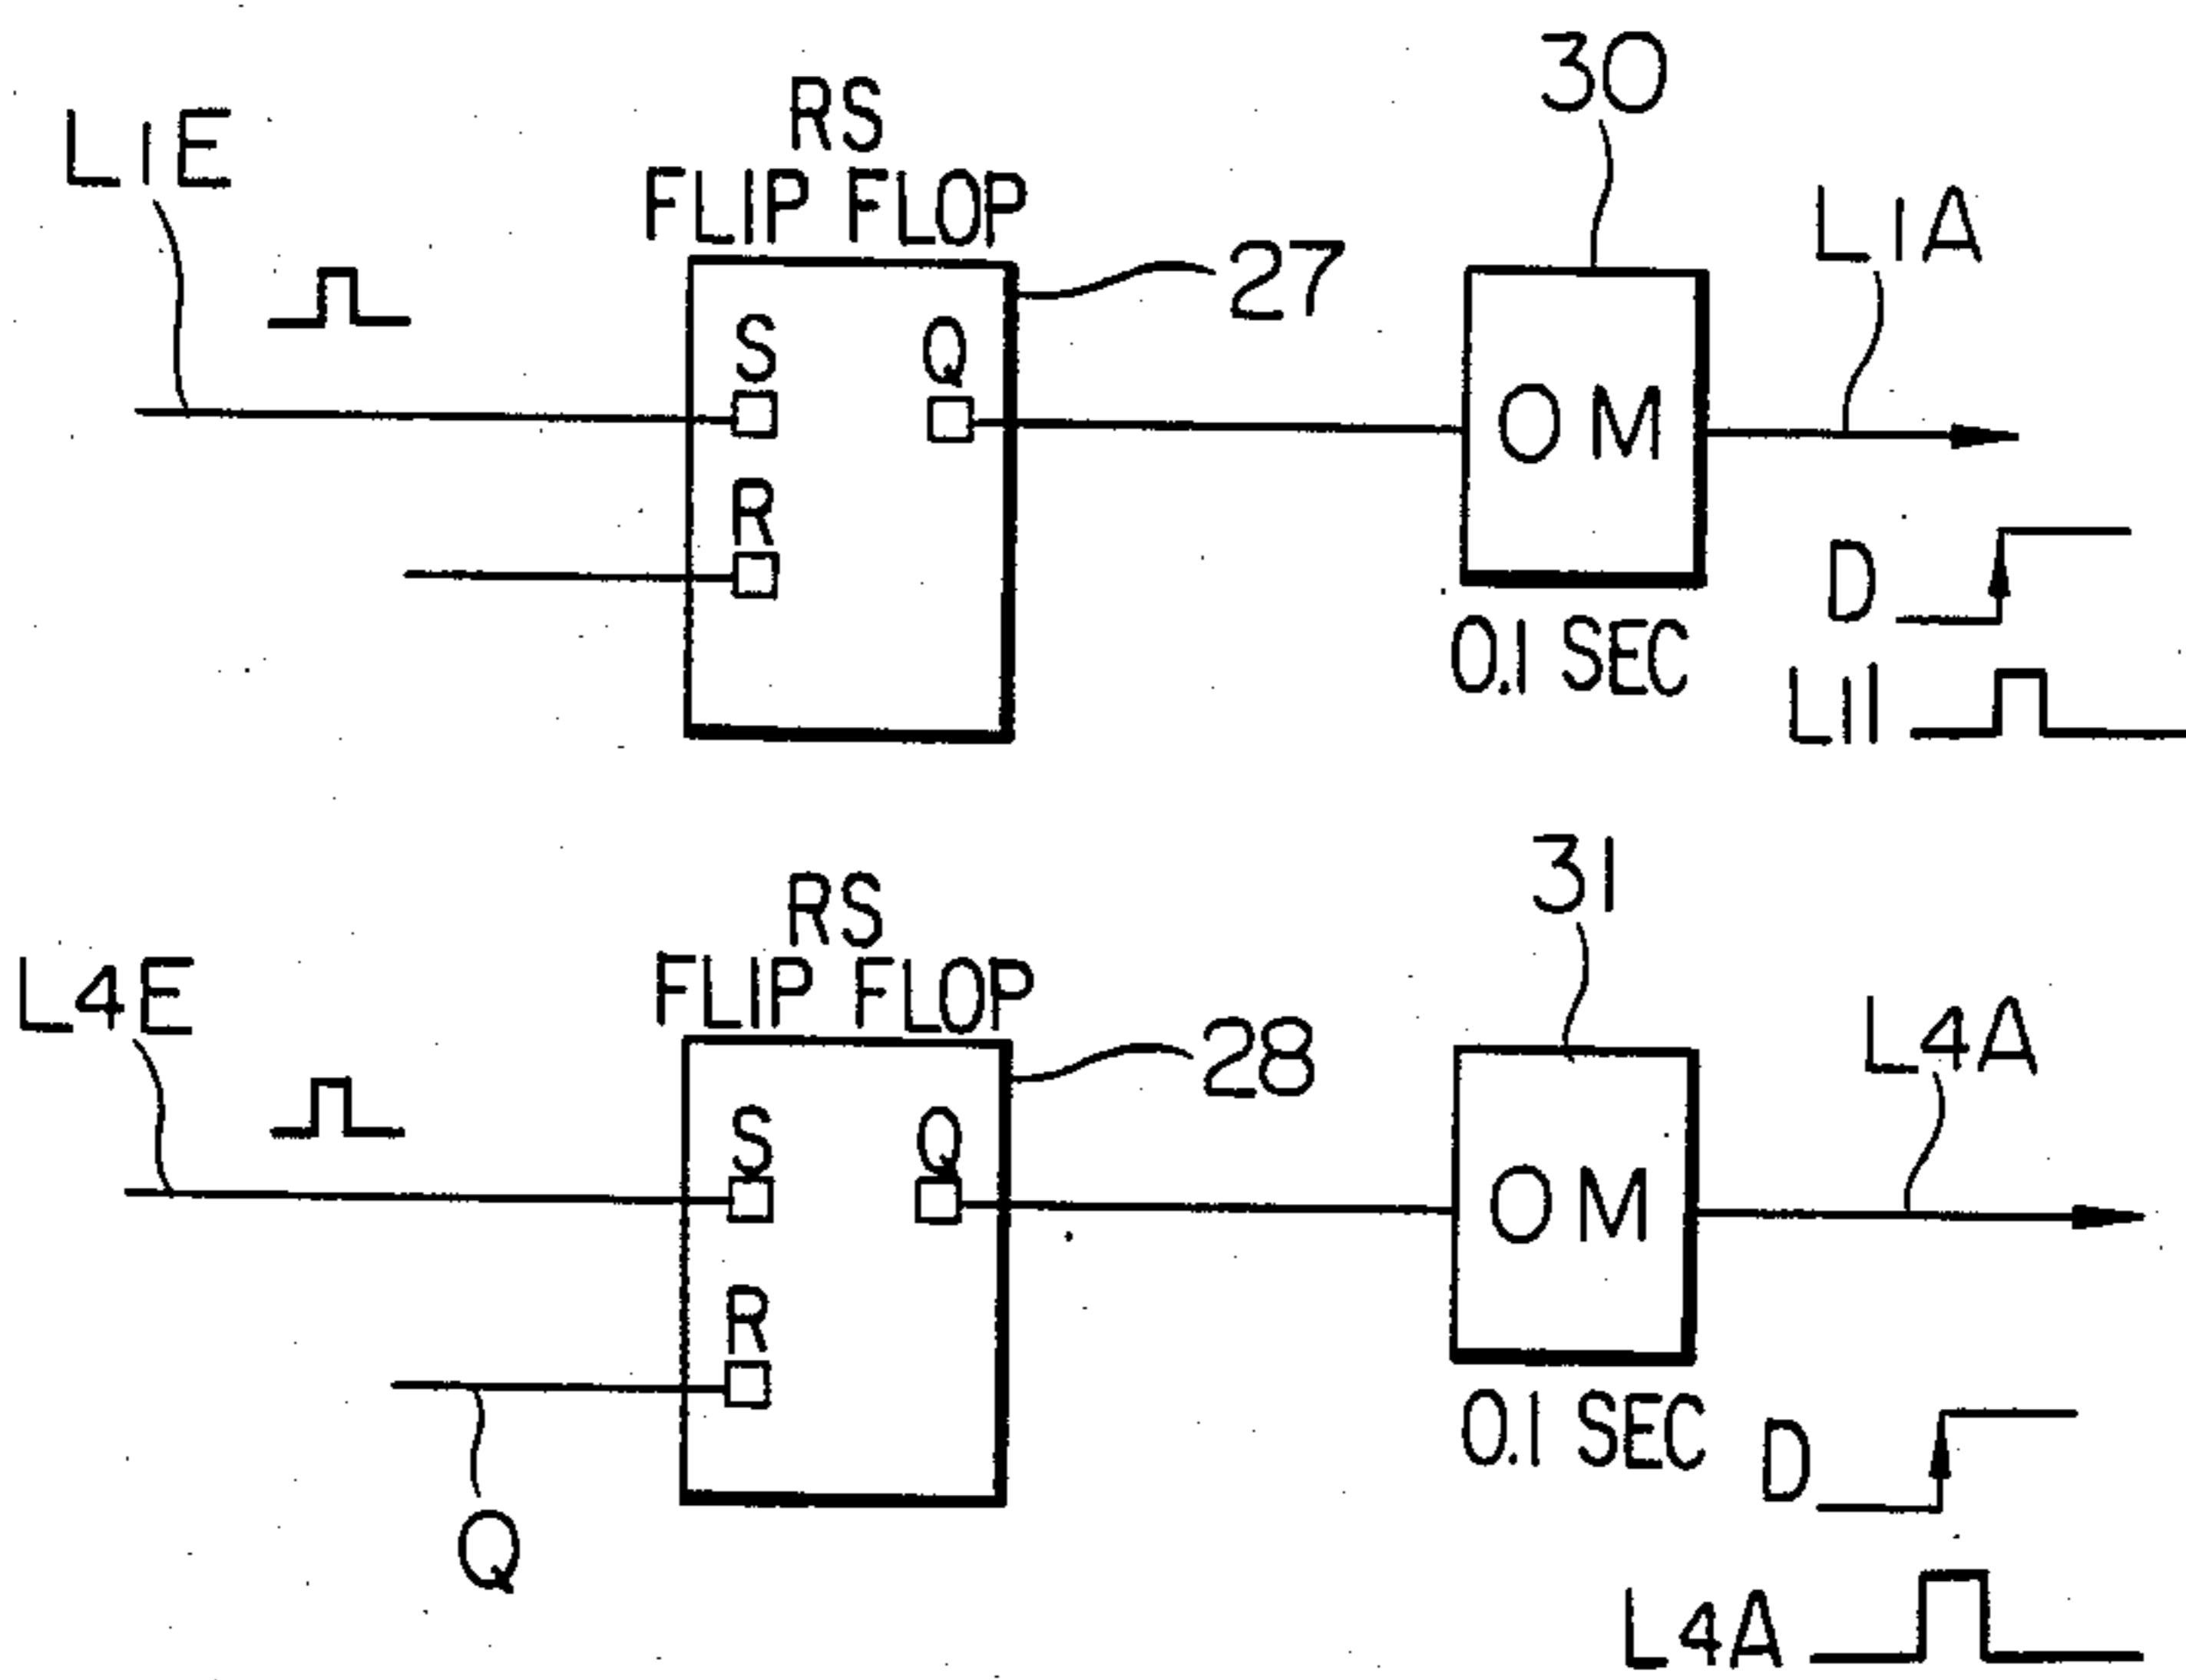 L1E
RS
FLIP FLOP
27
S
Q
R
30
OM
0.1 SEC
L1A
D
L11
L4E
RS
FLIP FLOP
28
S
Q
R
Q
31
OM
0.1 SEC
L4A
D
L4A